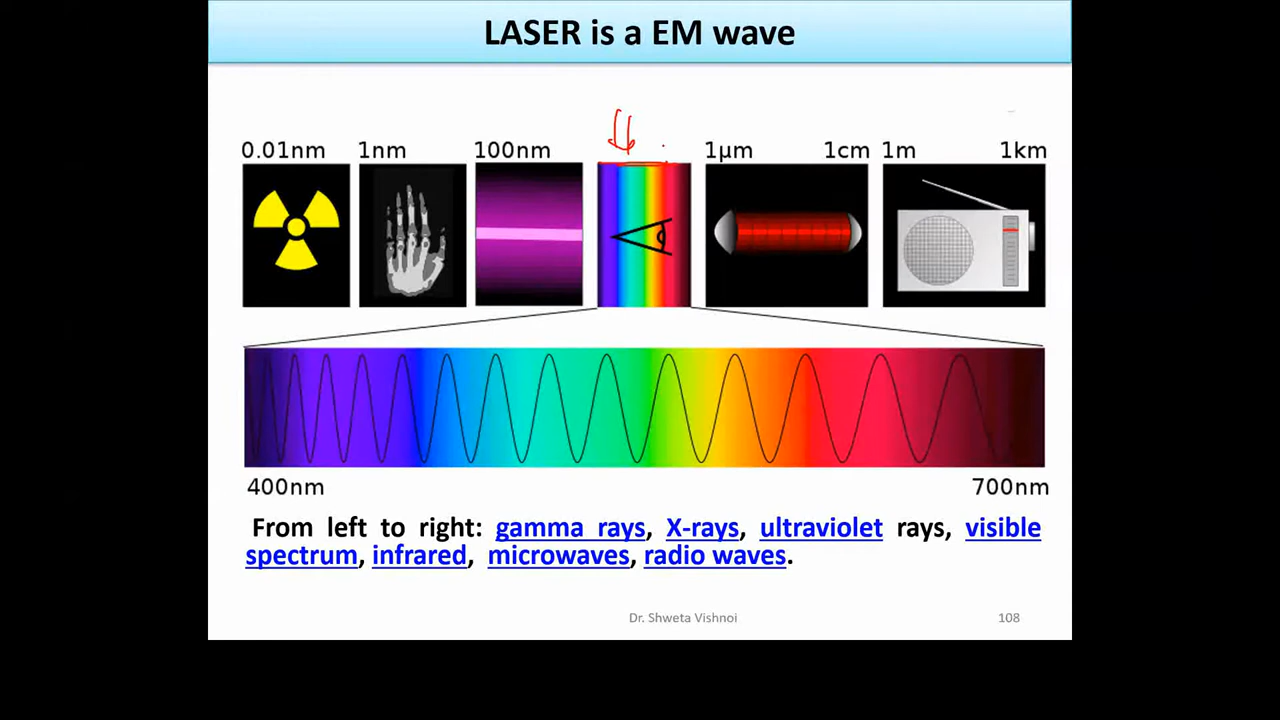 LASER is a EM wave
0.01nm 1nm 100nm 1µm 1cm 1m 1km
400nm 700nm
From left to right: gamma rays, X-rays, ultraviolet rays, visible
spectrum, infrared, microwaves, radio waves.
Dr. Shweta Vishnoi 108